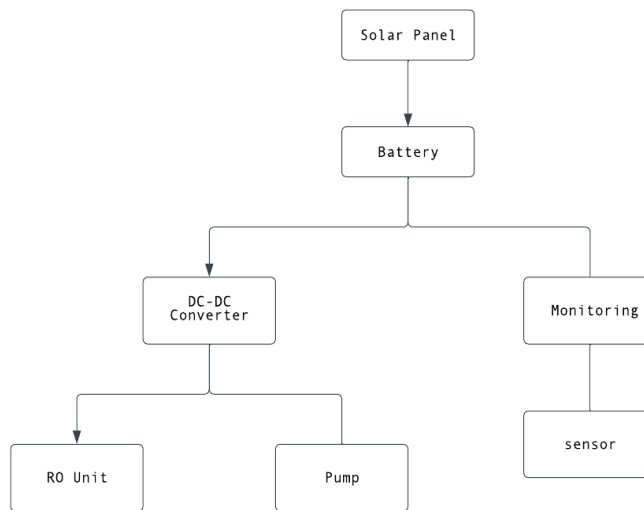 Solar Panel
Battery
DC-DC
Converter
Monitoring
RO Unit
Pump
sensor